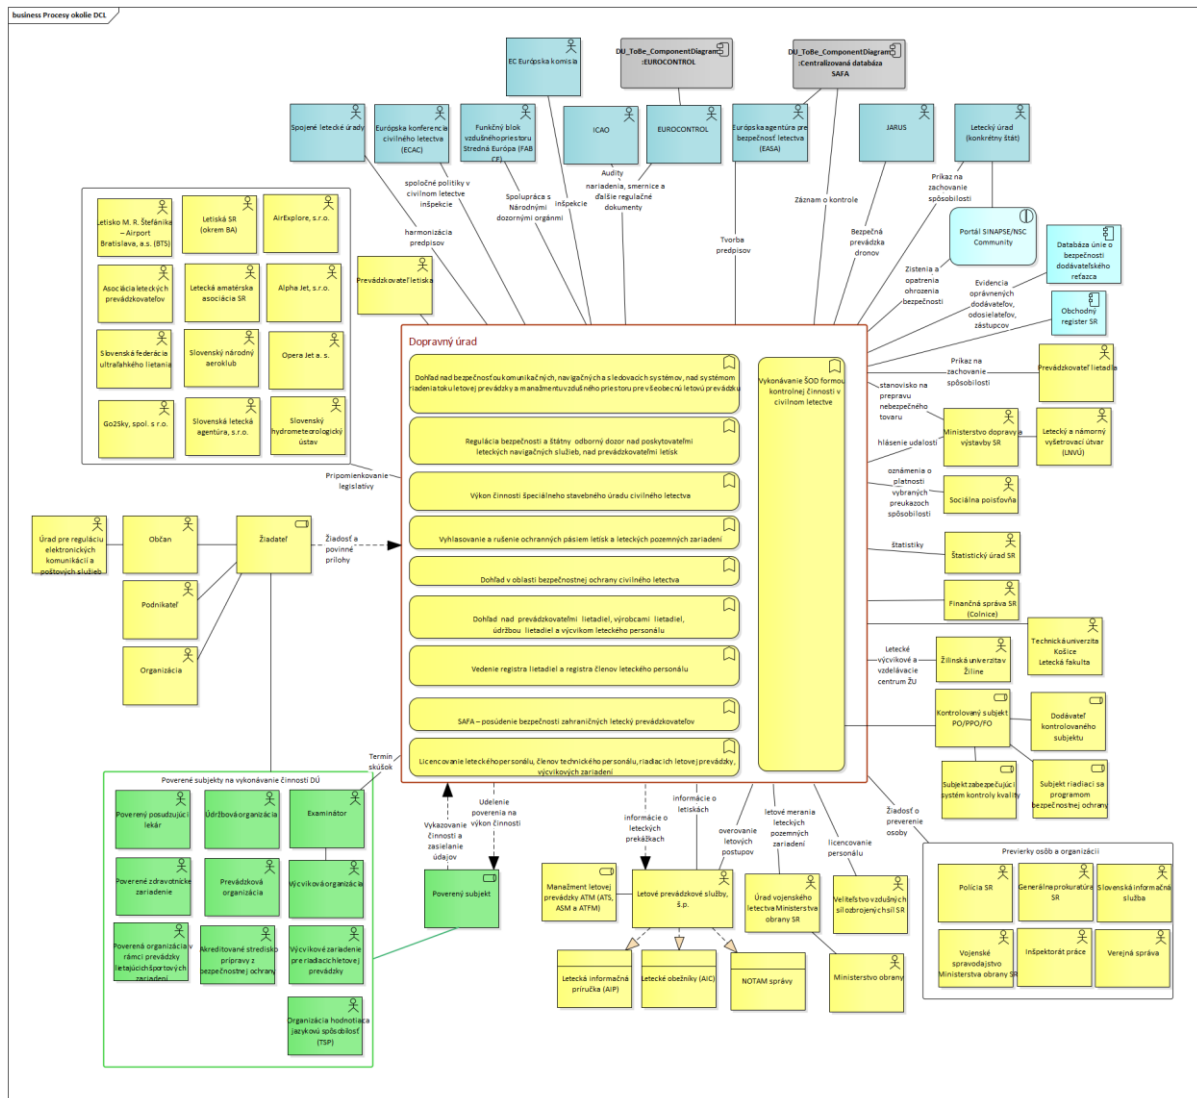 business Procesy okolie DCL
EC Európska komisia
DU_ToBe_ComponentDiagram
:EUROCONTROL
DU_ToBe_ComponentDiagram
:Centralizovaná databáza
SAFA
Spojené letecké úrady
Európska konferencia
civilného letectva
(ECAC)
Funkčný blok
vzdušného priestoru
Stredná Európa (FAB
CE)
ICAO
EUROCONTROL
Európska agentúra pre
bezpečnosť letectva
(EASA)
JARUS
Letecký úrad
(konkrétny štát)
spoločné politiky v
civilnom letectve
inšpekcie
Spolupráca s
Národnými
dozornými orgánmi
inšpekcie
Audity
nariadenia, smernice a
ďalšie regulačné
dokumenty
Záznam o kontrole
Príkaz na
zachovanie
spôsobilosti
harmonizácia
predpisov
Tvorba
predpisov
Bezpečná
prevádzka
dronov
Portál SINAPSE/NSC
Community
Databáza únie o
bezpečnosti
dodávateľského
reťazca
Zistenia a
opatrenia
ohrozenia
bezpečnosti
Evidencia
oprávnených
dodávateľov,
odosielateľov,
zástupcov
Obchodný
register SR
Letisko M. R. Štefánika
– Airport
Bratislava, a.s. (BTS)
Letiská SR
(okrem BA)
AirExplore, s.r.o.
Asociácia leteckých
prevádzkovateľov
Letecká amatérska
asociácia SR
Alpha Jet, s.r.o.
Slovenská federácia
ultraľahkého lietania
Slovenský národný
aeroklub
Opera Jet a. s.
Go2Sky, spol. s r.o.
Slovenská letecká
agentúra, s.r.o.
Slovenský
hydrometeorologický
ústav
Prevádzkovateľ letiska
Pripomienkovanie
legislatívy
Dopravný úrad
Dohľad nad bezpečnosťou komunikačných, navigačných a sledovacích systémov, nad systémom
riadenia toku letovej prevádzky a manažmentu vzdušného priestoru pre všeobecnú letovú prevádzku
Regulácia bezpečnosti a štátny odborný dozor nad poskytovateľmi
leteckých navigačných služieb, nad prevádzkovateľmi letísk
Výkon činnosti špeciálneho stavebného úradu civilného letectva
Vyhlasovanie a rušenie ochranných pásiem letísk a leteckých pozemných zariadení
Dohľad v oblasti bezpečnostnej ochrany civilného letectva
Dohľad nad prevádzkovateľmi lietadiel, výrobcami lietadiel,
údržbou lietadiel a výcvikom leteckého personálu
Vedenie registra lietadiel a registra členov leteckého personálu
SAFA – posúdenie bezpečnosti zahraničných letecký prevádzkovateľov
Licencovanie leteckého personálu, členov technického personálu, riadiacich letovej prevádzky,
výcvikových zariadení
Vykonávanie ŠOD formou
kontrolnej činnosti v
civilnom letectve
Príkaz na
zachovanie
spôsobilosti
Prevádzkovateľ lietadla
stanovisko na
prepravu
nebezpečného
tovaru
hlásenie udalosti
Ministerstvo dopravy a
výstavby SR
Letecký a námorný
vyšetrovací útvar
(LNVÚ)
oznámenia o
platnosti
vybraných
preukazoch
spôsobilosti
Sociálna poisťovňa
štatistiky
Štatistický úrad SR
Finančná správa SR
(Colnice)
Technická univerzita
Košice
Letecká fakulta
Letecké
výcvikové a
vzdelávacie
centrum ŽU
Žilinská univerzita v
Žiline
Kontrolovaný subjekt
PO/PPO/FO
Dodávateľ
kontrolovaného
subjektu
Subjekt zabezpečujúci
systém kontroly kvality
Subjekt riadiaci sa
programom
bezpečnostnej ochrany
Úrad pre reguláciu
elektronických
komunikácií a
poštových služieb
Občan
Žiadateľ
Žiadosť a
povinné
prílohy
Podnikateľ
Organizácia
Termín
skúšok
Poverené subjekty na vykonávanie činností DÚ
Poverený posudzujúci
lekár
Údržbová organizácia
Examinátor
Poverené zdravotnícke
zariadenie
Prevádzková
organizácia
Výcviková organizácia
Poverená organizácia v
rámci prevádzky
lietajúcich športových
zariadení
Akreditované stredisko
prípravy z
bezpečnostnej ochrany
Výcvikové zariadenie
pre riadiacich letovej
prevádzky
Organizácia hodnotiaca
jazykovú spôsobilosť
(TSP)
Vykazovanie
činnosti a
zasielanie
údajov
Udelenie
poverenia na
výkon činnosti
Poverený subjekt
informácie o
leteckých
prekážkach
informácie o
letiskách
overovanie
letových
postupov
letové merania
leteckých
pozemných
zariadení
licencovanie
personálu
Žiadosť o
preverenie
osoby
Manažment letovej
prevádzky ATM (ATS,
ASM a ATFM)
Letové prevádzkové služby,
š.p.
Úrad vojenského
letectva Ministerstva
obrany SR
Veliteľstvo vzdušných
síl ozbrojených síl SR
Letecká informačná
príručka (AIP)
Letecké obežníky (AIC)
NOTAM správy
Ministerstvo obrany
Previerky osôb a organizácií
Polícia SR
Generálna prokuratúra
SR
Slovenská informačná
služba
Vojenské
spravodajstvo
Ministerstva obrany SR
Inšpektorát práce
Verejná správa